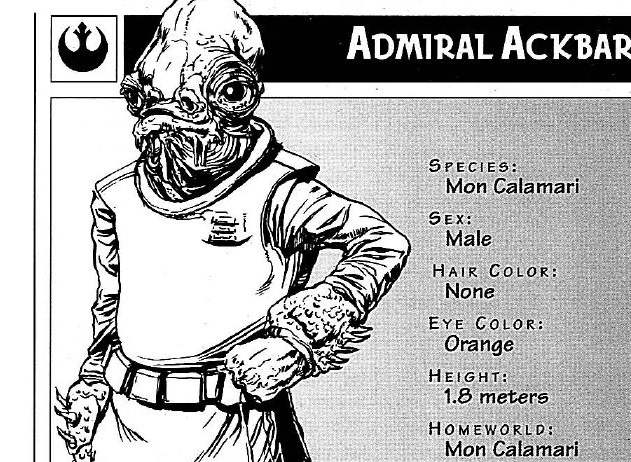 ADMIRAL ACKBAR
SPECIES:
Mon Calamari
SEX:
Male
HAIR COLOR:
None
EYE COLOR:
Orange
HEIGHT:
1.8 meters
HOMEWORLD:
Mon Calamari